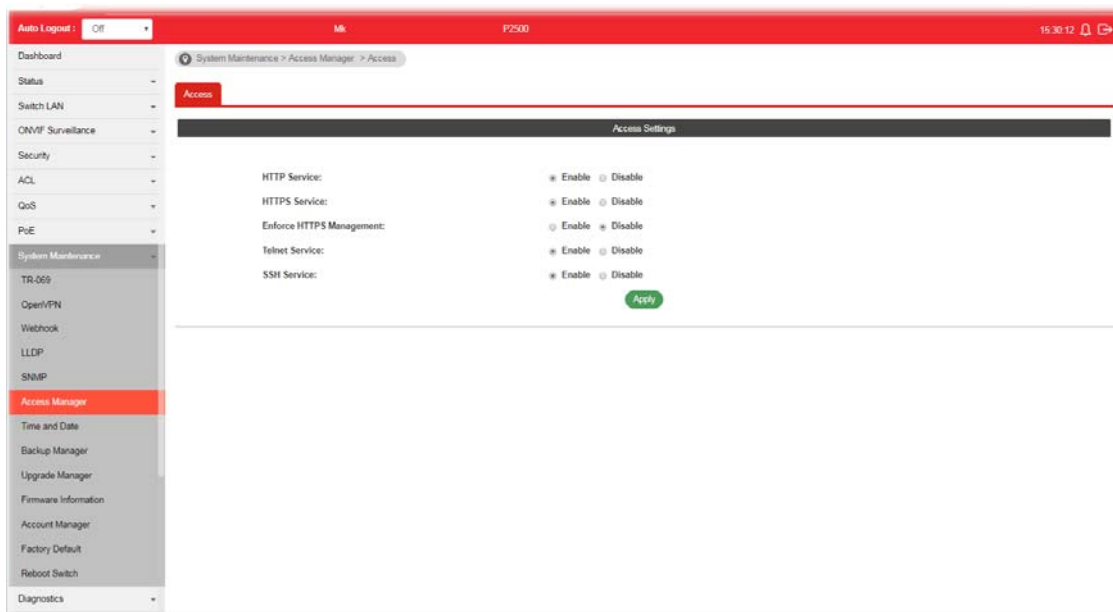 Auto Logout : Off Mk P2500 15:30:12
System Maintenance > Access Manager > Access
Dashboard
Status
Switch LAN
ONVIF Surveillance
Security
ACL
QoS
PoE
System Maintenance
TR-069
OpenVPN
Webhook
LLDP
SNMP
Access Manager
Time and Date
Backup Manager
Upgrade Manager
Firmware Information
Account Manager
Factory Default
Reboot Switch
Diagnostics
Access
Access Settings
HTTP Service: Enable Disable
HTTPS Service: Enable Disable
Enforce HTTPS Management: Enable Disable
Telnet Service: Enable Disable
SSH Service: Enable Disable
Apply